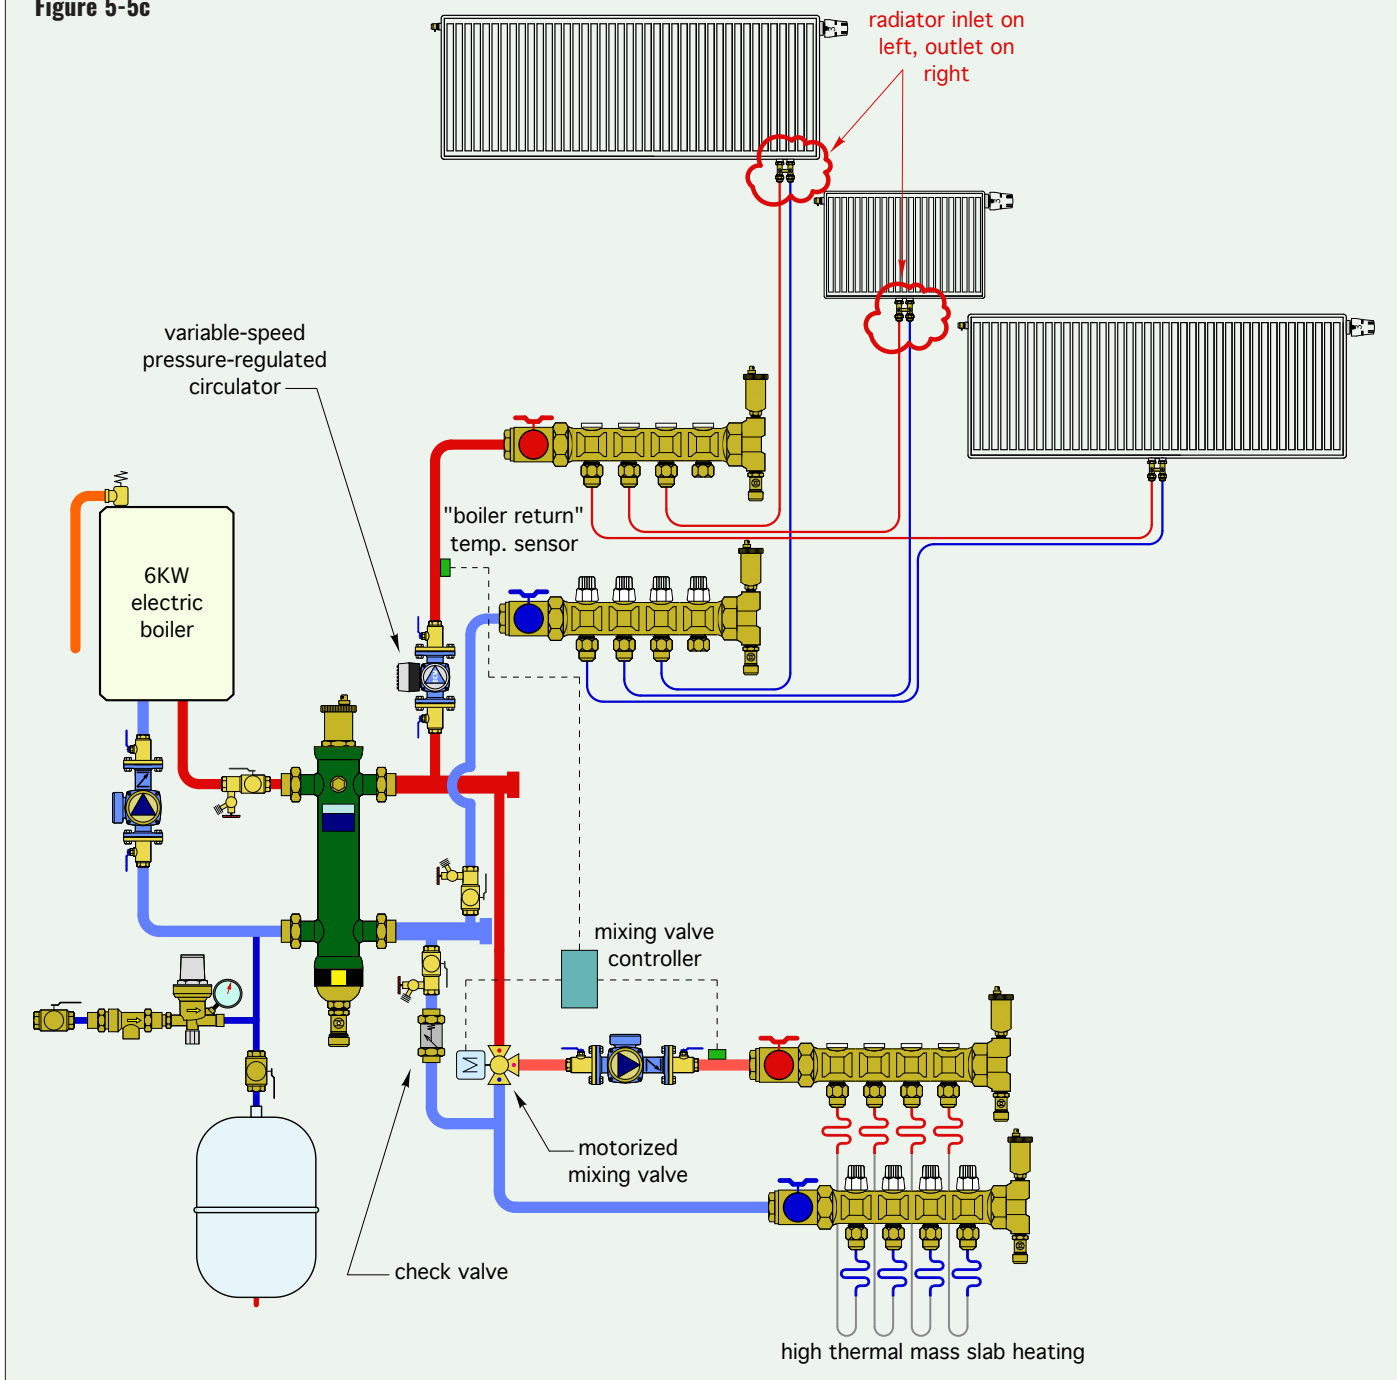 Figure 5-5c
radiator inlet on
left, outlet on
right
variable-speed
pressure-regulated
circulator
"boiler return"
temp. sensor
6KW
electric
boiler
mixing valve
controller
M
motorized
mixing valve
check valve
high thermal mass slab heating